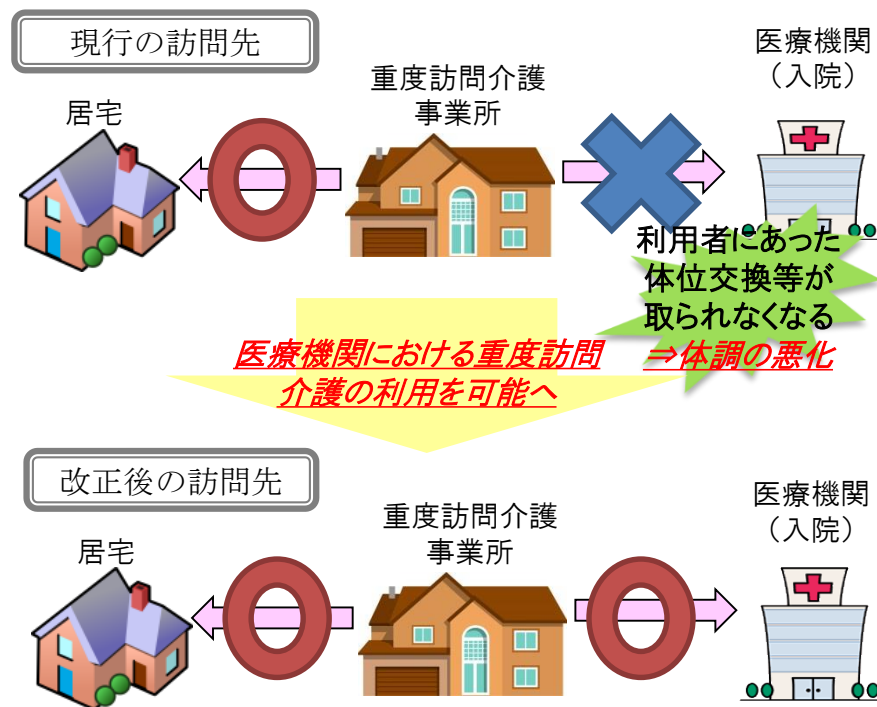 現行の訪問先
医療機関
（入院）
重度訪問介護
事業所
居宅
利用者にあった
体位交換等が
取られなくなる
⇒体調の悪化
医療機関における重度訪問
介護の利用を可能へ
改正後の訪問先
医療機関
（入院）
重度訪問介護
事業所
居宅